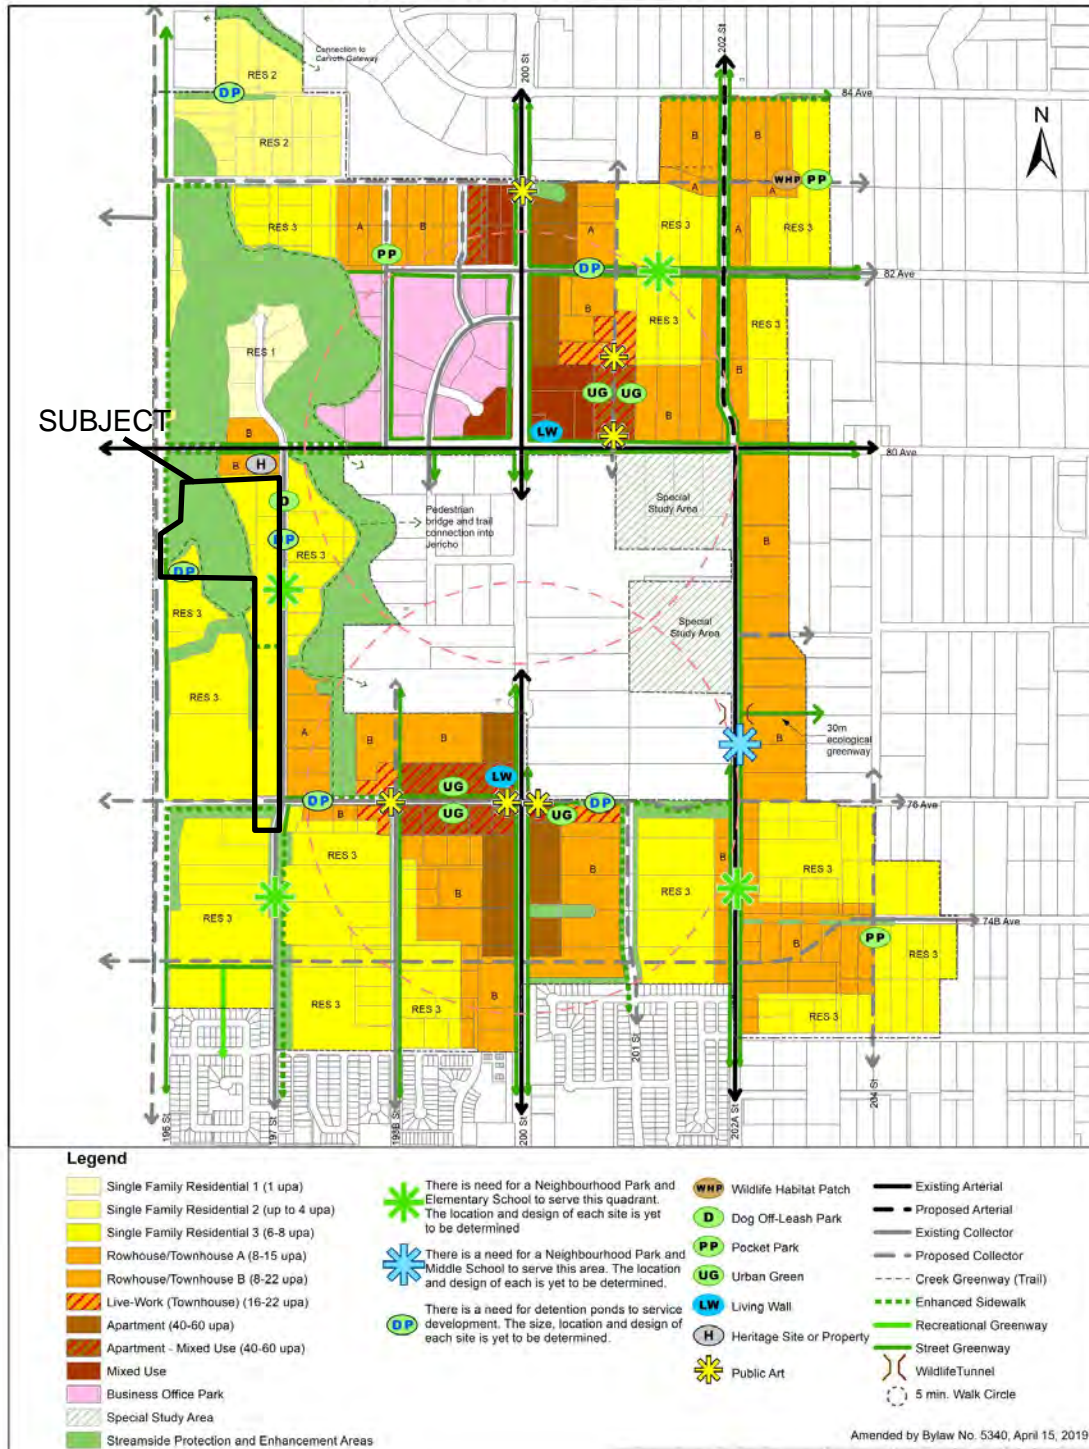 Connection to
Carvolth Gateway
RES 2
DP
RES 2
200 St
202 St
84 Ave
N
B
B
WHP
PP
A
A
RES 3
A
B
PP
A
RES 3
A
RES 3
DP
82 Ave
B
RES 3
RES 3
RES 1
B
UG
UG
B
SUBJECT
B
LW
80 Ave
B
H
D
Pedestrian
bridge and trail
connection into
Jericho
Special
Study Area
DP
RES 3
B
DP
RES 3
Special
Study Area
RES 3
A
B
B
30m
ecological
greenway
B
LW
UG
DP
DP
76 Ave
B
UG
UG
RES 3
B
B
RES 3
B
RES 3
RES 3
74B Ave
B
PP
RES 3
RES 3
RES 3
B
RES 3
196 St
197 St
198B St
200 St
201 St
202A St
204 St
Legend
Single Family Residential 1 (1 upa)
Single Family Residential 2 (up to 4 upa)
Single Family Residential 3 (6-8 upa)
Rowhouse/Townhouse A (8-15 upa)
Rowhouse/Townhouse B (8-22 upa)
Live-Work (Townhouse) (16-22 upa)
Apartment (40-60 upa)
Apartment - Mixed Use (40-60 upa)
Mixed Use
Business Office Park
Special Study Area
Streamside Protection and Enhancement Areas
There is need for a Neighbourhood Park and
Elementary School to serve this quadrant.
The location and design of each site is yet
to be determined
There is a need for a Neighbourhood Park and
Middle School to serve this area. The location
and design of each is yet to be determined.
DP
There is a need for detention ponds to service
development. The size, location and design of
each site is yet to be determined.
WHP Wildlife Habitat Patch
D Dog Off-Leash Park
PP Pocket Park
UG Urban Green
LW Living Wall
H Heritage Site or Property
Public Art
Existing Arterial
Proposed Arterial
Existing Collector
Proposed Collector
Creek Greenway (Trail)
Enhanced Sidewalk
Recreational Greenway
Street Greenway
WildlifeTunnel
5 min. Walk Circle
Amended by Bylaw No. 5340, April 15, 2019